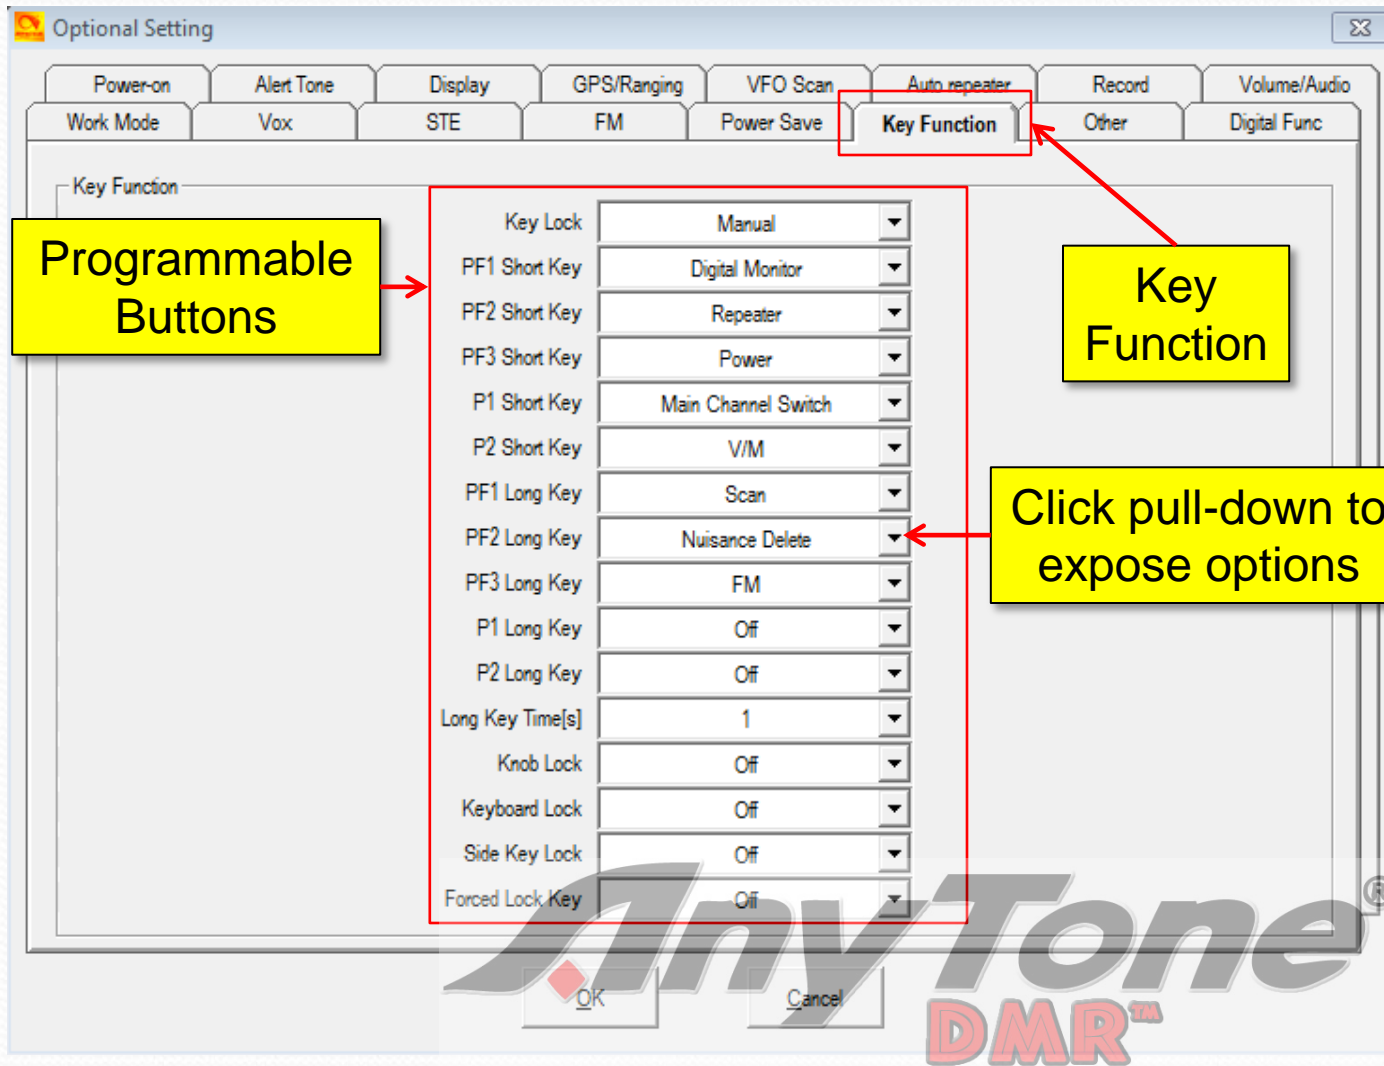 Optional Setting
Power-on Alert Tone Display GPS/Ranging VFO Scan Auto repeater Record Volume/Audio
Work Mode Vox STE FM Power Save Key Function Other Digital Func
Key Function
Programmable
Buttons
Key Lock Manual
PF1 Short Key Digital Monitor
PF2 Short Key Repeater
PF3 Short Key Power
P1 Short Key Main Channel Switch
P2 Short Key V/M
PF1 Long Key Scan
PF2 Long Key Nuisance Delete
PF3 Long Key FM
P1 Long Key Off
P2 Long Key Off
Long Key Time[s] 1
Knob Lock Off
Keyboard Lock Off
Side Key Lock Off
Forced Lock Key Off
Key
Function
Click pull-down to
expose options
OK Cancel
AnyTone®
DMR™